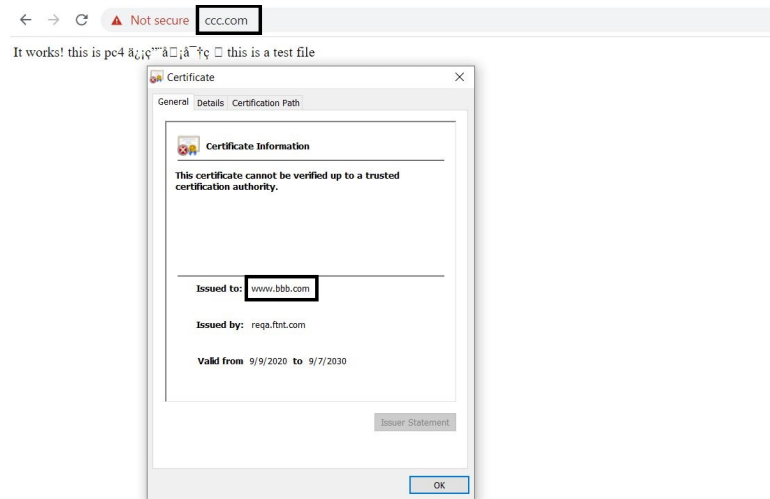 Not secure ccc.com
It works! this is pc4 ä¿¡ç”¨å□¡å¯†ç □ this is a test file
Certificate
General Details Certification Path
Certificate Information
This certificate cannot be verified up to a trusted
certification authority.
Issued to: www.bbb.com
Issued by: reqa.ftnt.com
Valid from 9/9/2020 to 9/7/2030
Issuer Statement
OK